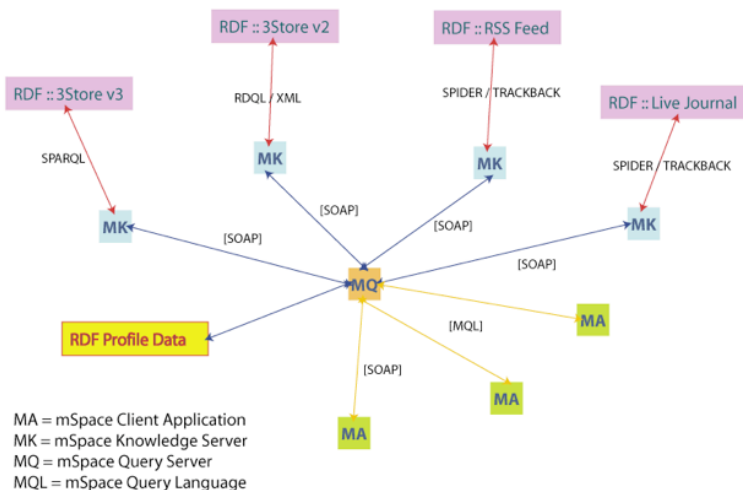 RDF :: 3Store v2
RDF :: RSS Feed
RDF :: 3Store v3
RDF :: Live Journal
RDQL / XML
SPIDER / TRACKBACK
SPARQL
SPIDER / TRACKBACK
MK
MK
MK
MK
[SOAP]
[SOAP]
[SOAP]
[SOAP]
MQ
MA
[MQL]
RDF Profile Data
[SOAP]
MA
MA
MA = mSpace Client Application
MK = mSpace Knowledge Server
MQ = mSpace Query Server
MQL = mSpace Query Language